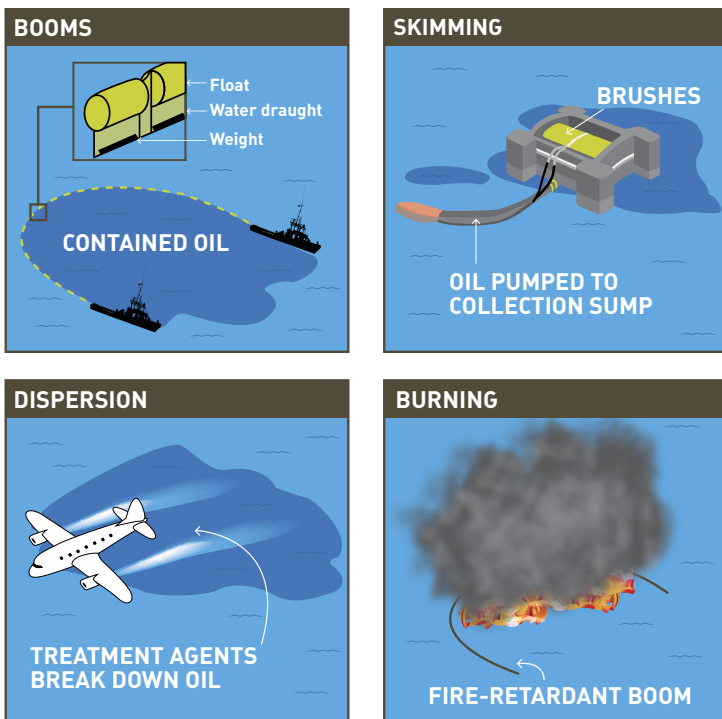 BOOMS
Float
Water draught
Weight
CONTAINED OIL
SKIMMING
BRUSHES
OIL PUMPED TO
COLLECTION SUMP
DISPERSION
TREATMENT AGENTS
BREAK DOWN OIL
BURNING
FIRE-RETARDANT BOOM